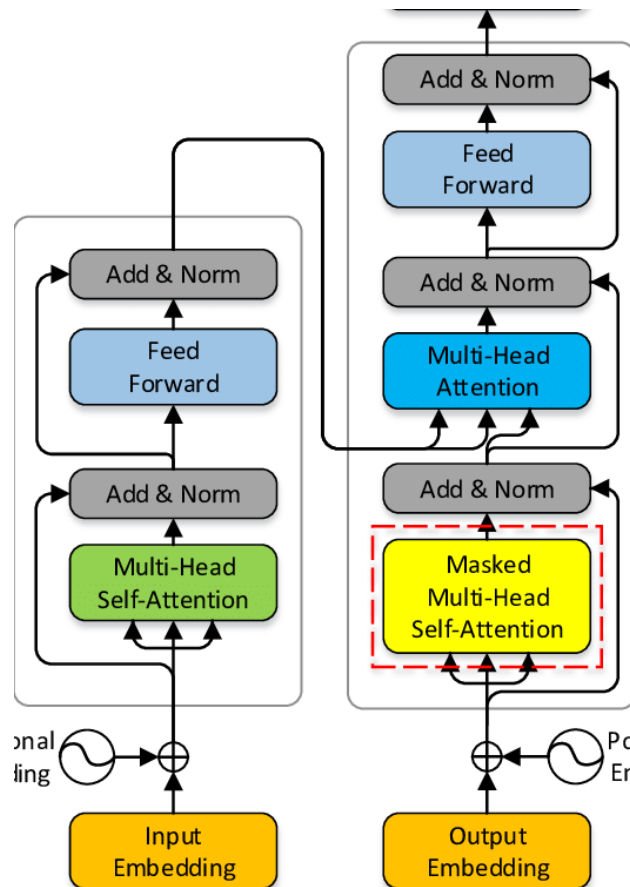 Add & Norm
Feed
Forward
Add & Norm
Multi-Head
Attention
Add & Norm
Masked
Multi-Head
Self-Attention
Add & Norm
Feed
Forward
Add & Norm
Multi-Head
Self-Attention
Input
Embedding
Output
Embedding